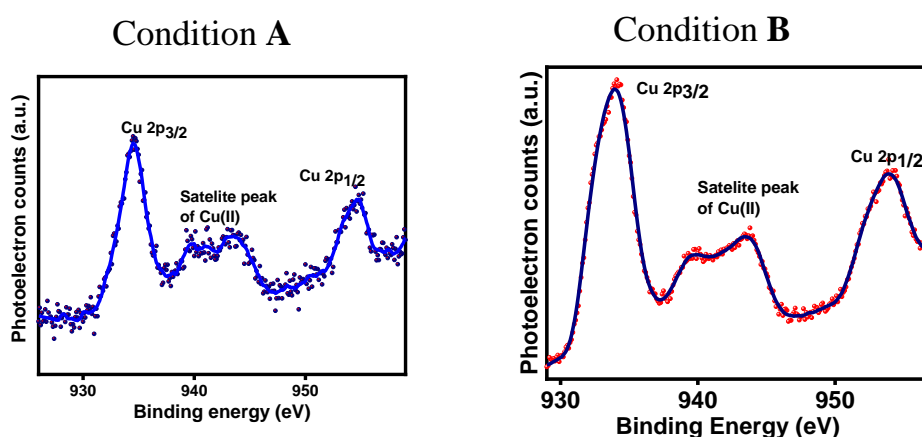 Condition A
Photoelectron counts (a.u.)
Cu 2p3/2
Satelite peak
of Cu(II)
Cu 2p1/2
930 940 950
Binding energy (eV)
Condition B
Photoelectron counts (a.u.)
Cu 2p3/2
Satelite peak
of Cu(II)
Cu 2p1/2
930 940 950
Binding Energy (eV)